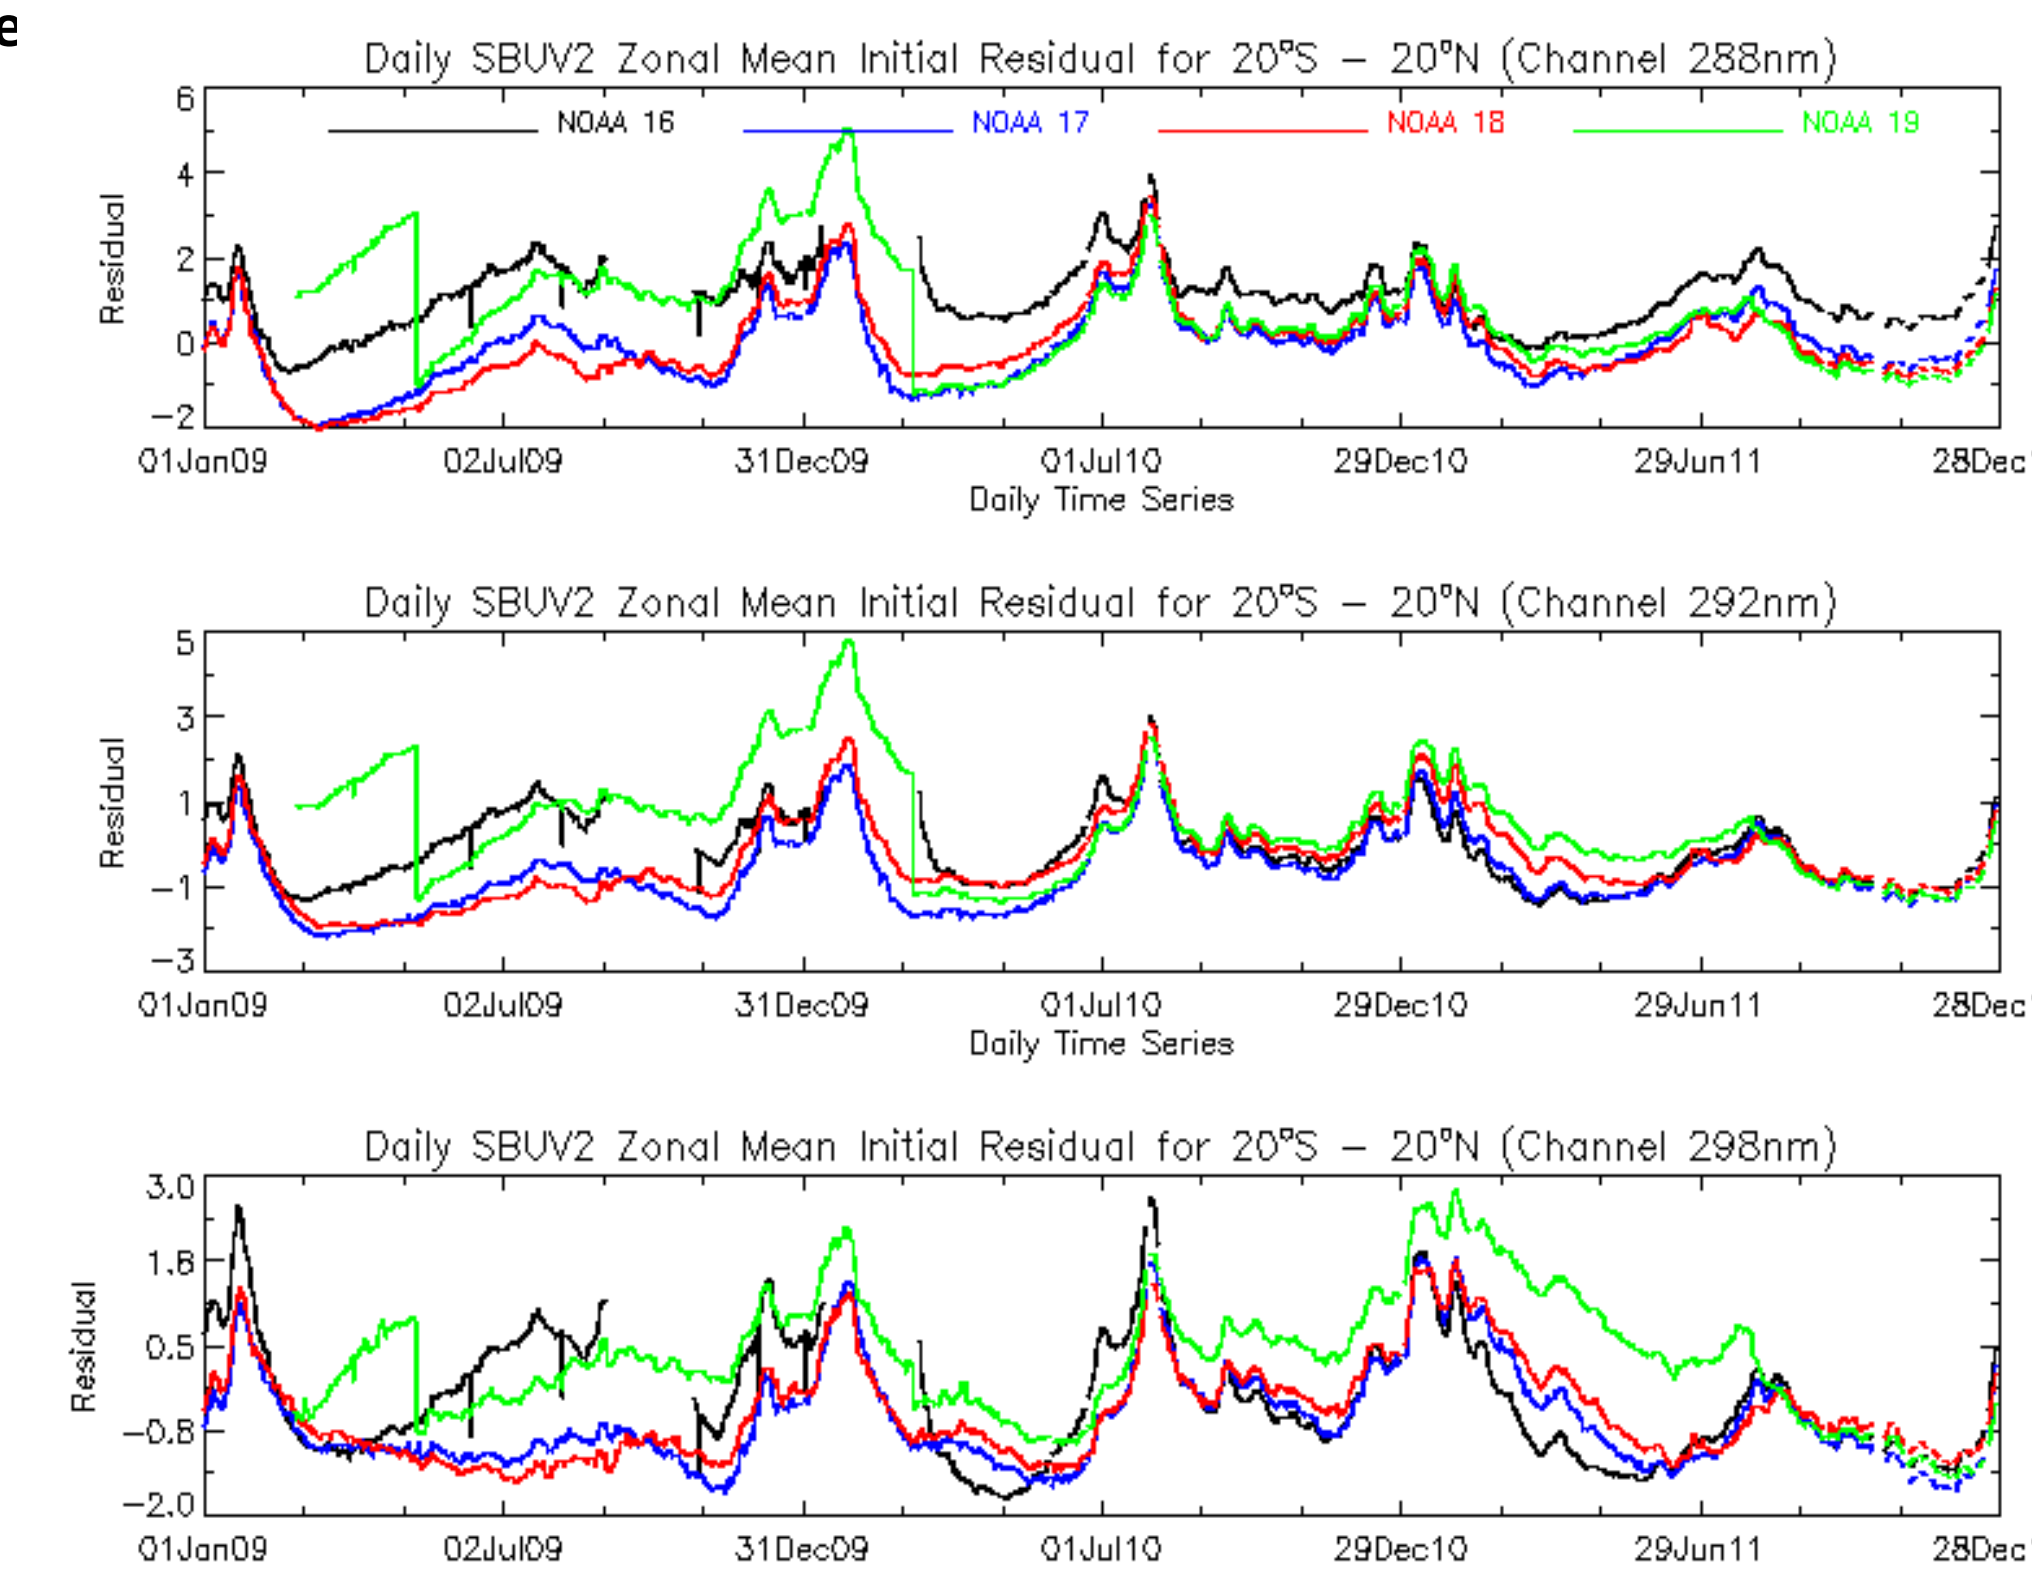 e
Daily SBUV2 Zonal Mean Initial Residual for 20°S – 20°N (Channel 288nm)
NOAA 16 NOAA 17 NOAA 18 NOAA 19
6
4
2
0
−2
Residual
01Jan09 02Jul09 31Dec09 01Jul10 29Dec10 29Jun11 28Dec
Daily Time Series
Daily SBUV2 Zonal Mean Initial Residual for 20°S – 20°N (Channel 292nm)
5
3
1
−1
−3
Residual
01Jan09 02Jul09 31Dec09 01Jul10 29Dec10 29Jun11 28Dec
Daily Time Series
Daily SBUV2 Zonal Mean Initial Residual for 20°S – 20°N (Channel 298nm)
3.0
1.8
0.5
−0.8
−2.0
Residual
01Jan09 02Jul09 31Dec09 01Jul10 29Dec10 29Jun11 28Dec